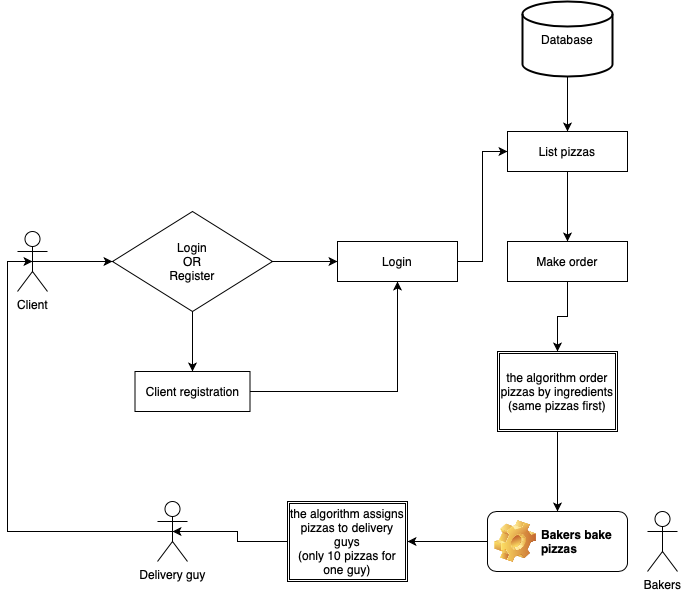 Database
List pizzas
Login
OR
Register
Login
Make order
Client
Client registration
the algorithm order
pizzas by ingredients
(same pizzas first)
the algorithm assigns
pizzas to delivery
guys
(only 10 pizzas for
one guy)
Bakers bake
pizzas
Delivery guy
Bakers